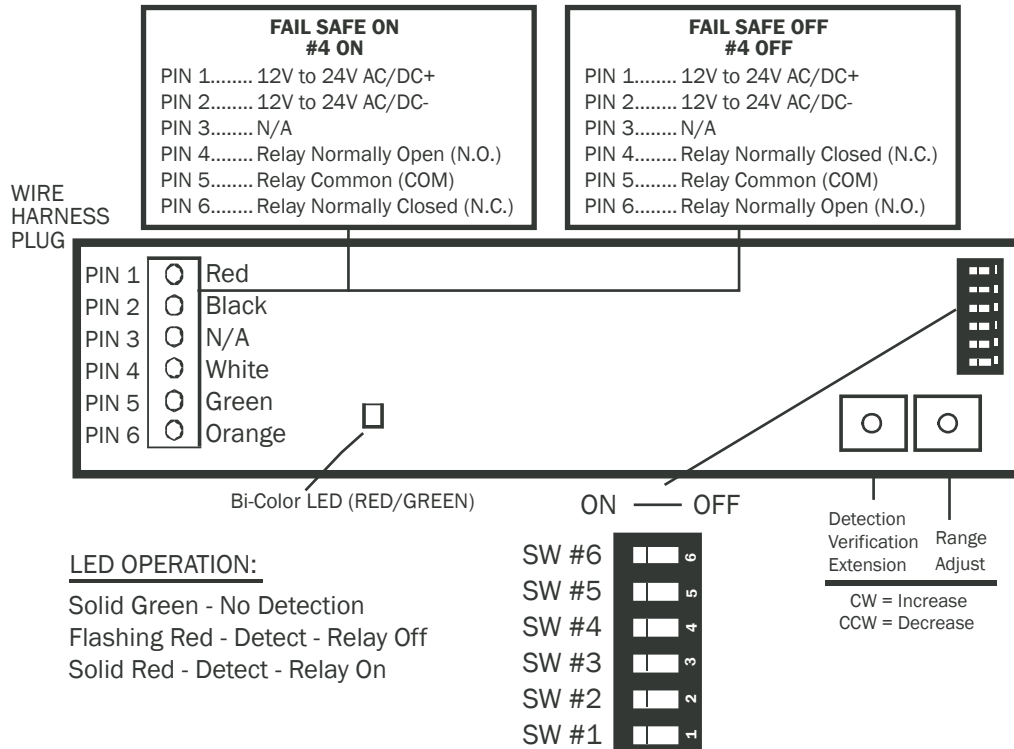 FAIL SAFE ON
#4 ON
PIN 1........ 12V to 24V AC/DC+
PIN 2........ 12V to 24V AC/DC-
PIN 3........ N/A
PIN 4........ Relay Normally Open (N.O.)
PIN 5........ Relay Common (COM)
PIN 6........ Relay Normally Closed (N.C.)
FAIL SAFE OFF
#4 OFF
PIN 1........ 12V to 24V AC/DC+
PIN 2........ 12V to 24V AC/DC-
PIN 3........ N/A
PIN 4........ Relay Normally Closed (N.C.)
PIN 5........ Relay Common (COM)
PIN 6........ Relay Normally Open (N.O.)
WIRE
HARNESS
PLUG
PIN 1 Red
PIN 2 Black
PIN 3 N/A
PIN 4 White
PIN 5 Green
PIN 6 Orange
Bi-Color LED (RED/GREEN)
ON OFF
Detection
Verification
Extension
Range
Adjust
CW = Increase
CCW = Decrease
LED OPERATION:
Solid Green - No Detection
Flashing Red - Detect - Relay Off
Solid Red - Detect - Relay On
SW #6 6
SW #5 5
SW #4 4
SW #3 3
SW #2 2
SW #1 1